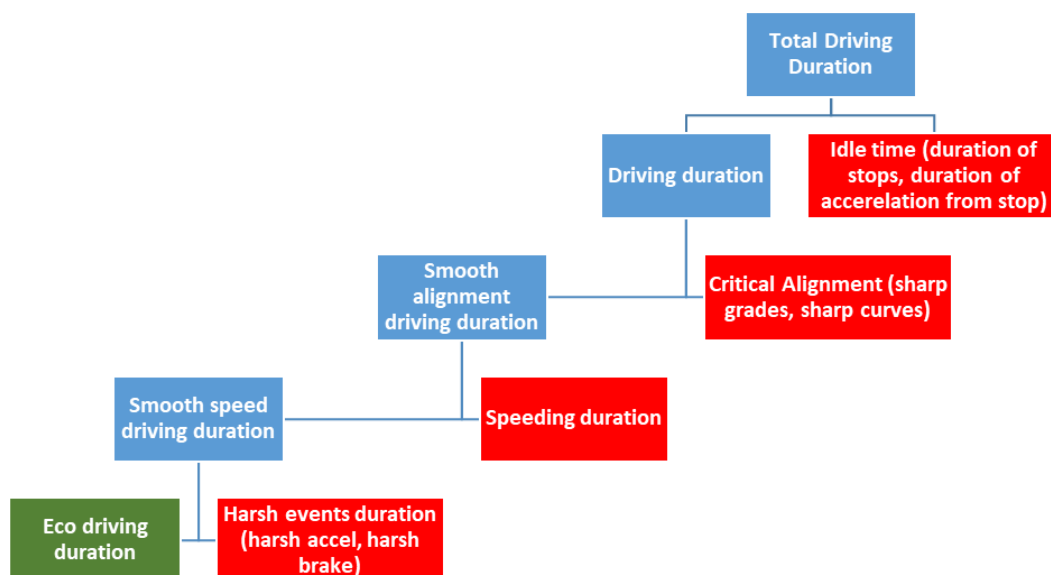 Total Driving
Duration
Driving duration
Idle time (duration of
stops, duration of
accerelation from stop)
Smooth
alignment
driving duration
Critical Alignment (sharp
grades, sharp curves)
Smooth speed
driving duration
Speeding duration
Eco driving
duration
Harsh events duration
(harsh accel, harsh
brake)